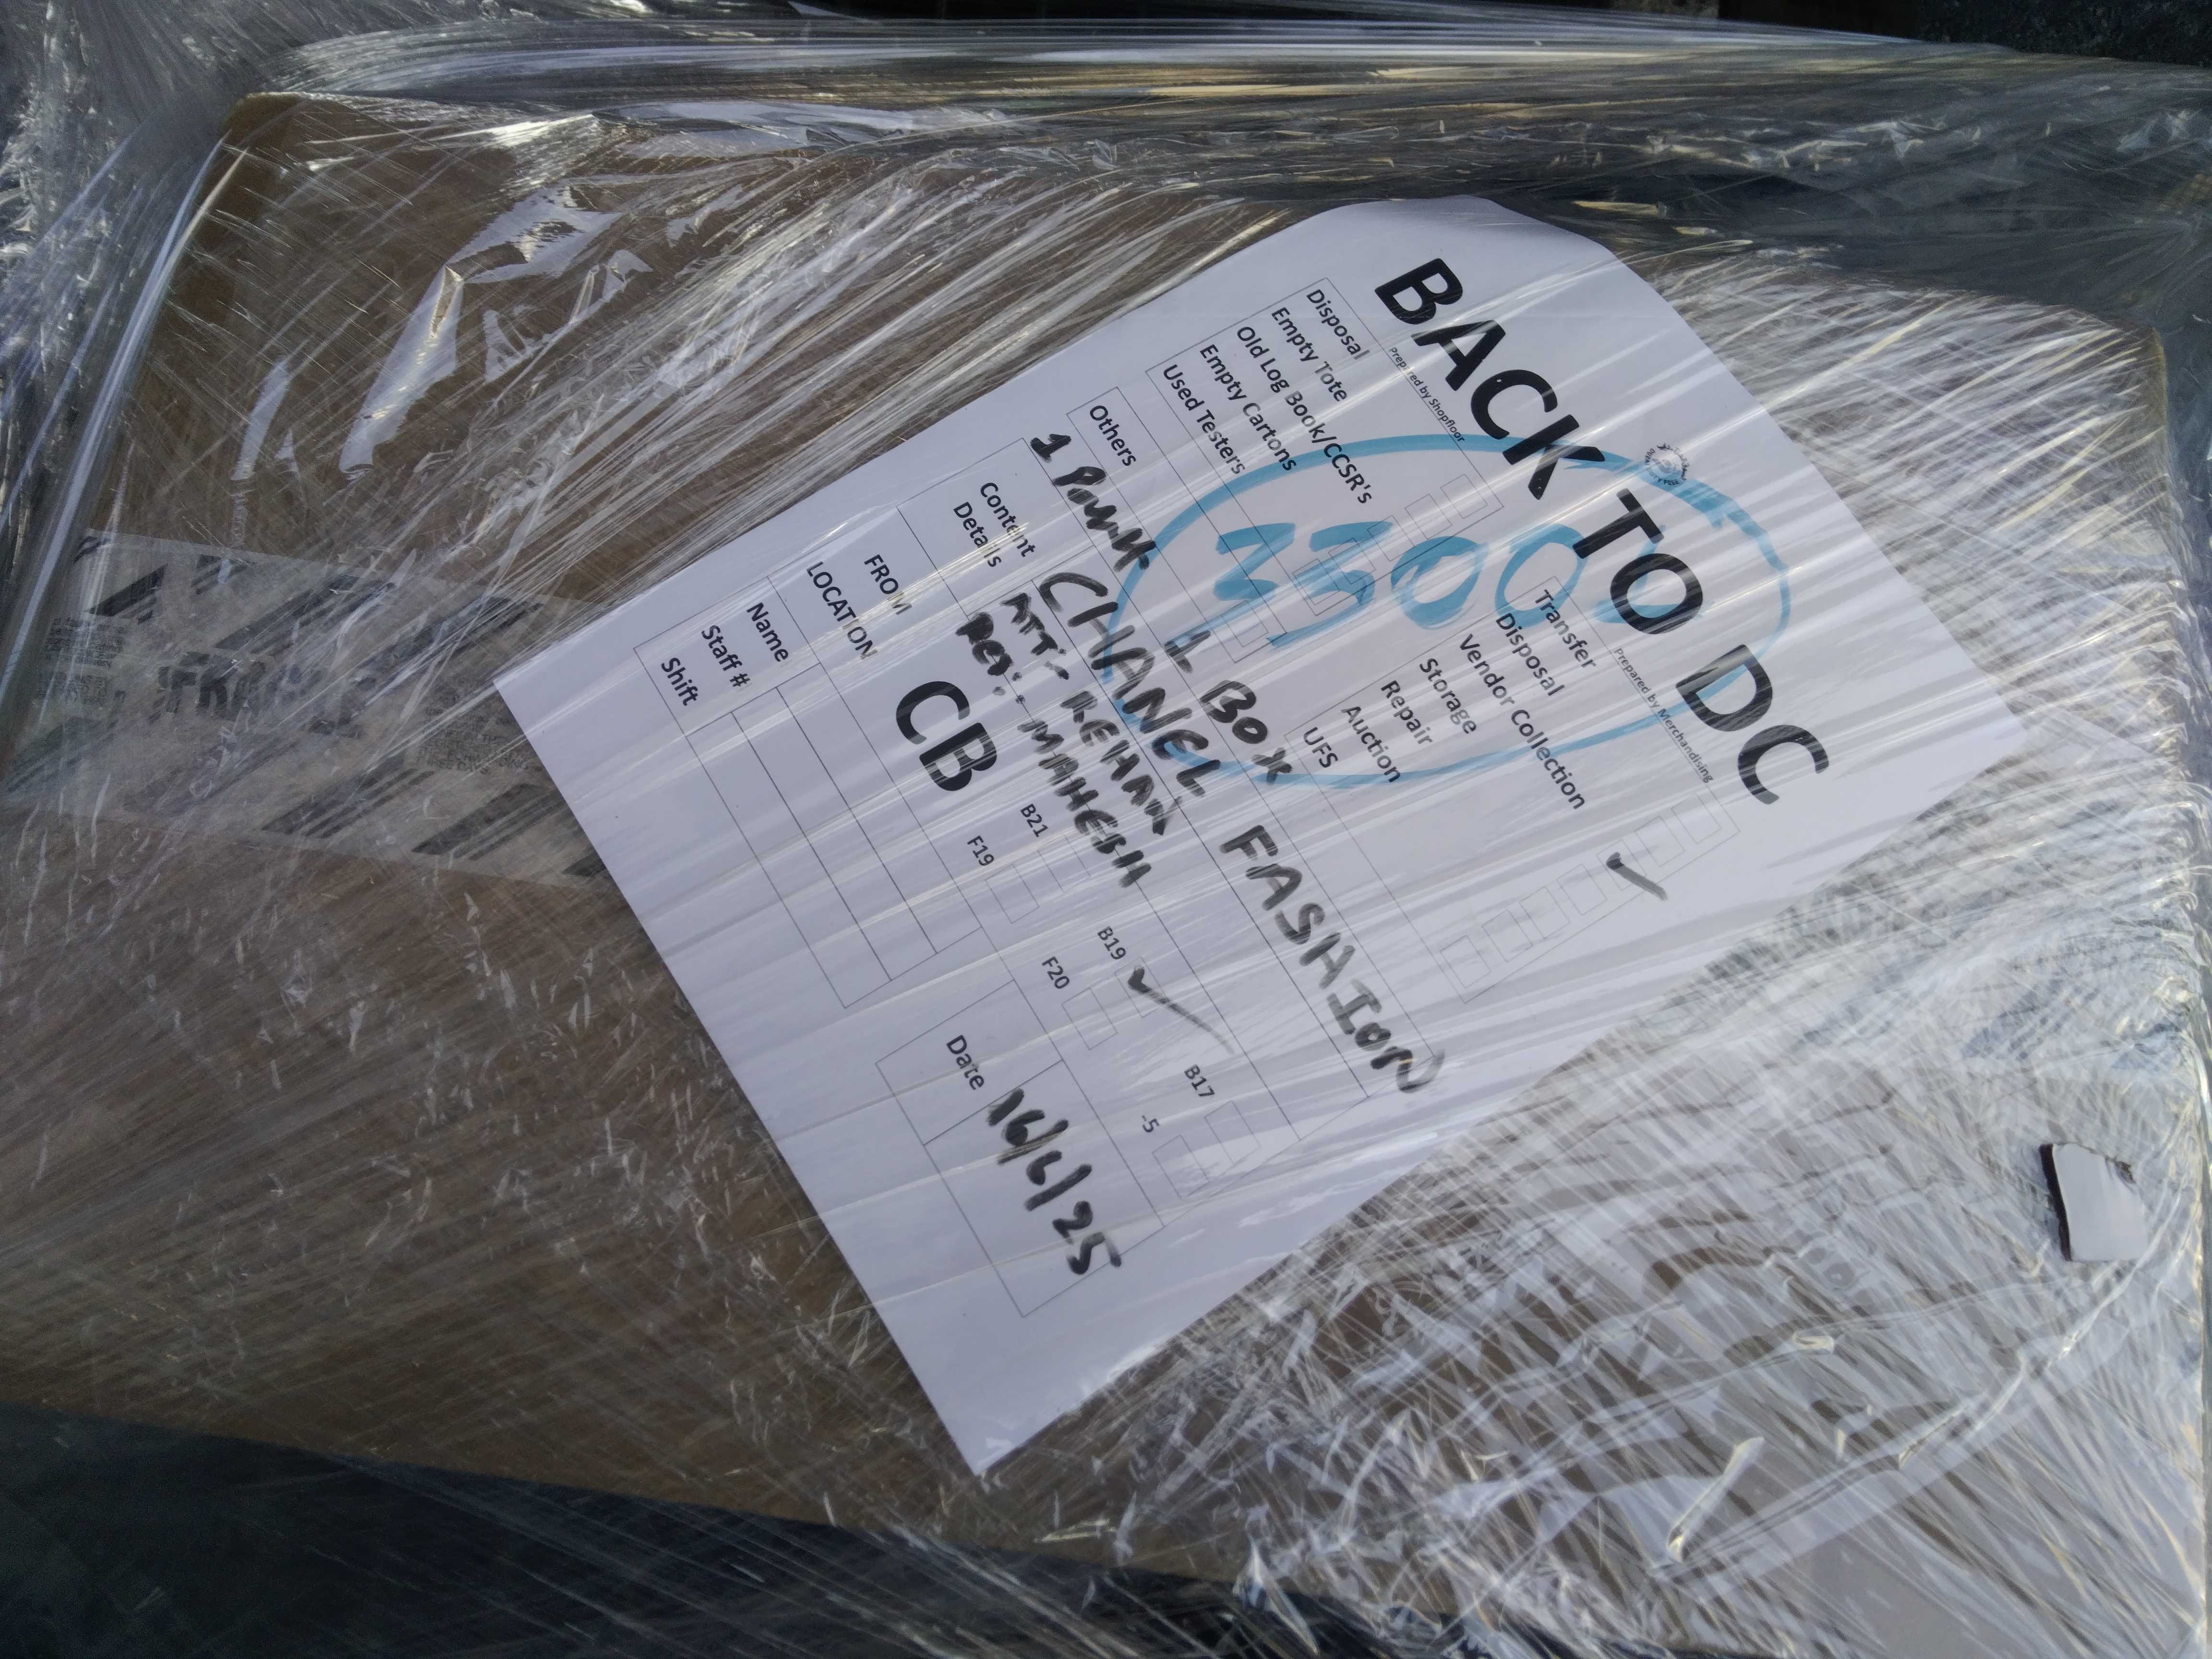 BACK TO DC
Prepared by Shopfloor
Prepared by Merchandising
Disposal
Empty Tote
Old Log Book/CCSR's
Empty Cartons
Used Testers
Transfer
Disposal
Vendor Collection
Storage
Repair
Auction
UFS
Others
1 BOX
Content
Details
CHANEL FASHION
ATT- REHAN
MAHESH
FROM
LOCATION
CB
B21
B19
B17
F19
F20
-5
Name
Staff #
Shift
Date
16/6/25